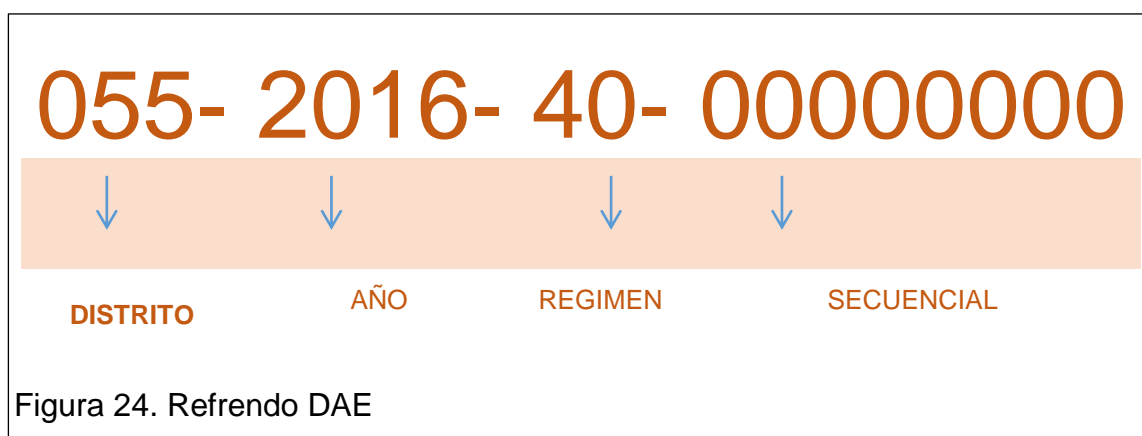 055- 2016- 40- 00000000
DISTRITO AÑO REGIMEN SECUENCIAL
Figura 24. Refrendo DAE